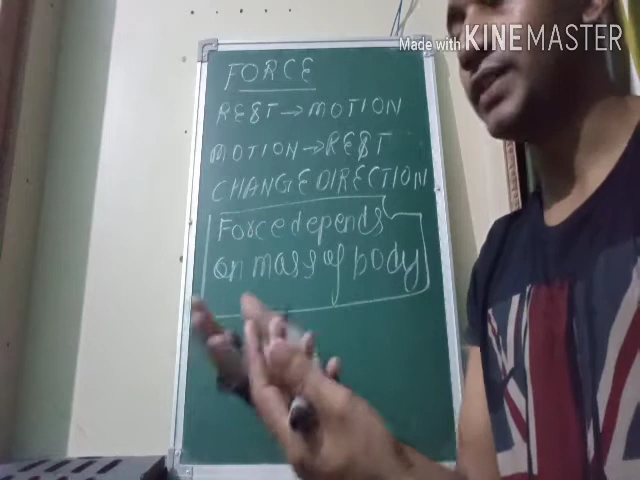 Made with KINEMASTER
FORCE
REST → MOTION
MOTION → REST
CHANGE DIRECTION
Force depends
on mass of body